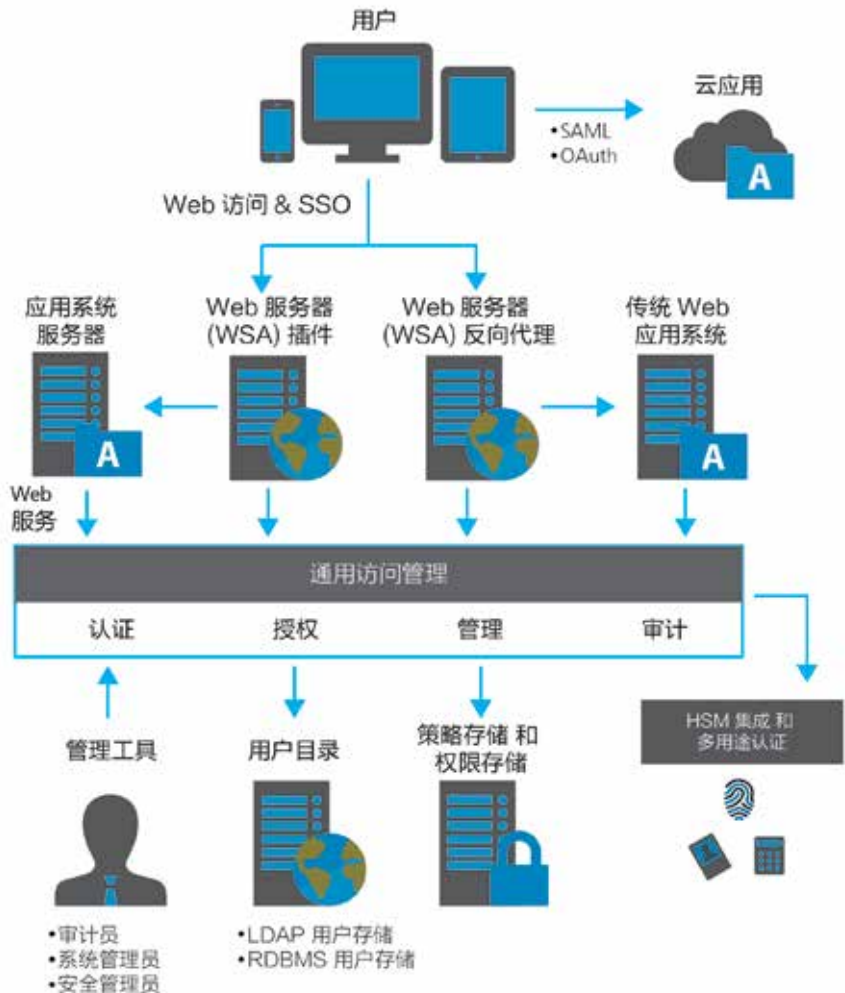 用户
云应用
•SAML
•OAuth
A
Web 访问 & SSO
应用系统
服务器
Web 服务器
(WSA) 插件
Web 服务器
(WSA) 反向代理
传统 Web
应用系统
A
A
Web
服务
通用访问管理
认证
授权
管理
审计
管理工具
用户目录
策略存储 和
权限存储
HSM 集成 和
多用途认证
•审计员
•系统管理员
•安全管理员
•LDAP 用户存储
•RDBMS 用户存储